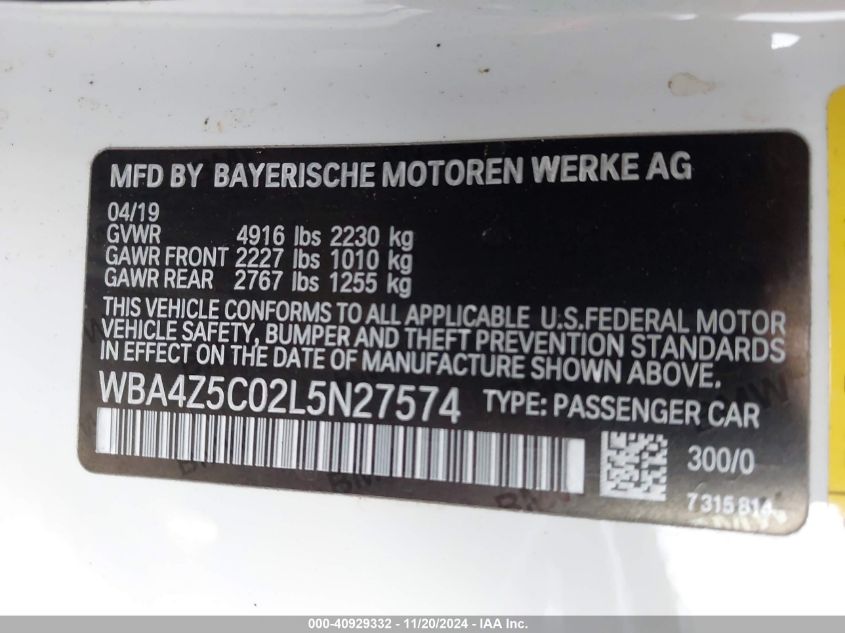 MFD BY BAYERISCHE MOTOREN WERKE AG
04/19
GVWR 4916 lbs 2230 kg
GAWR FRONT 2227 lbs 1010 kg
GAWR REAR 2767 lbs 1255 kg
THIS VEHICLE CONFORMS TO ALL APPLICABLE U.S.FEDERAL MOTOR
VEHICLE SAFETY, BUMPER AND THEFT PREVENTION STANDARDS
IN EFFECT ON THE DATE OF MANUFACTURE SHOWN ABOVE.
WBA4Z5C02L5N27574 TYPE: PASSENGER CAR
300/0
7315814
000-40929332 - 11/20/2024 - IAA Inc.